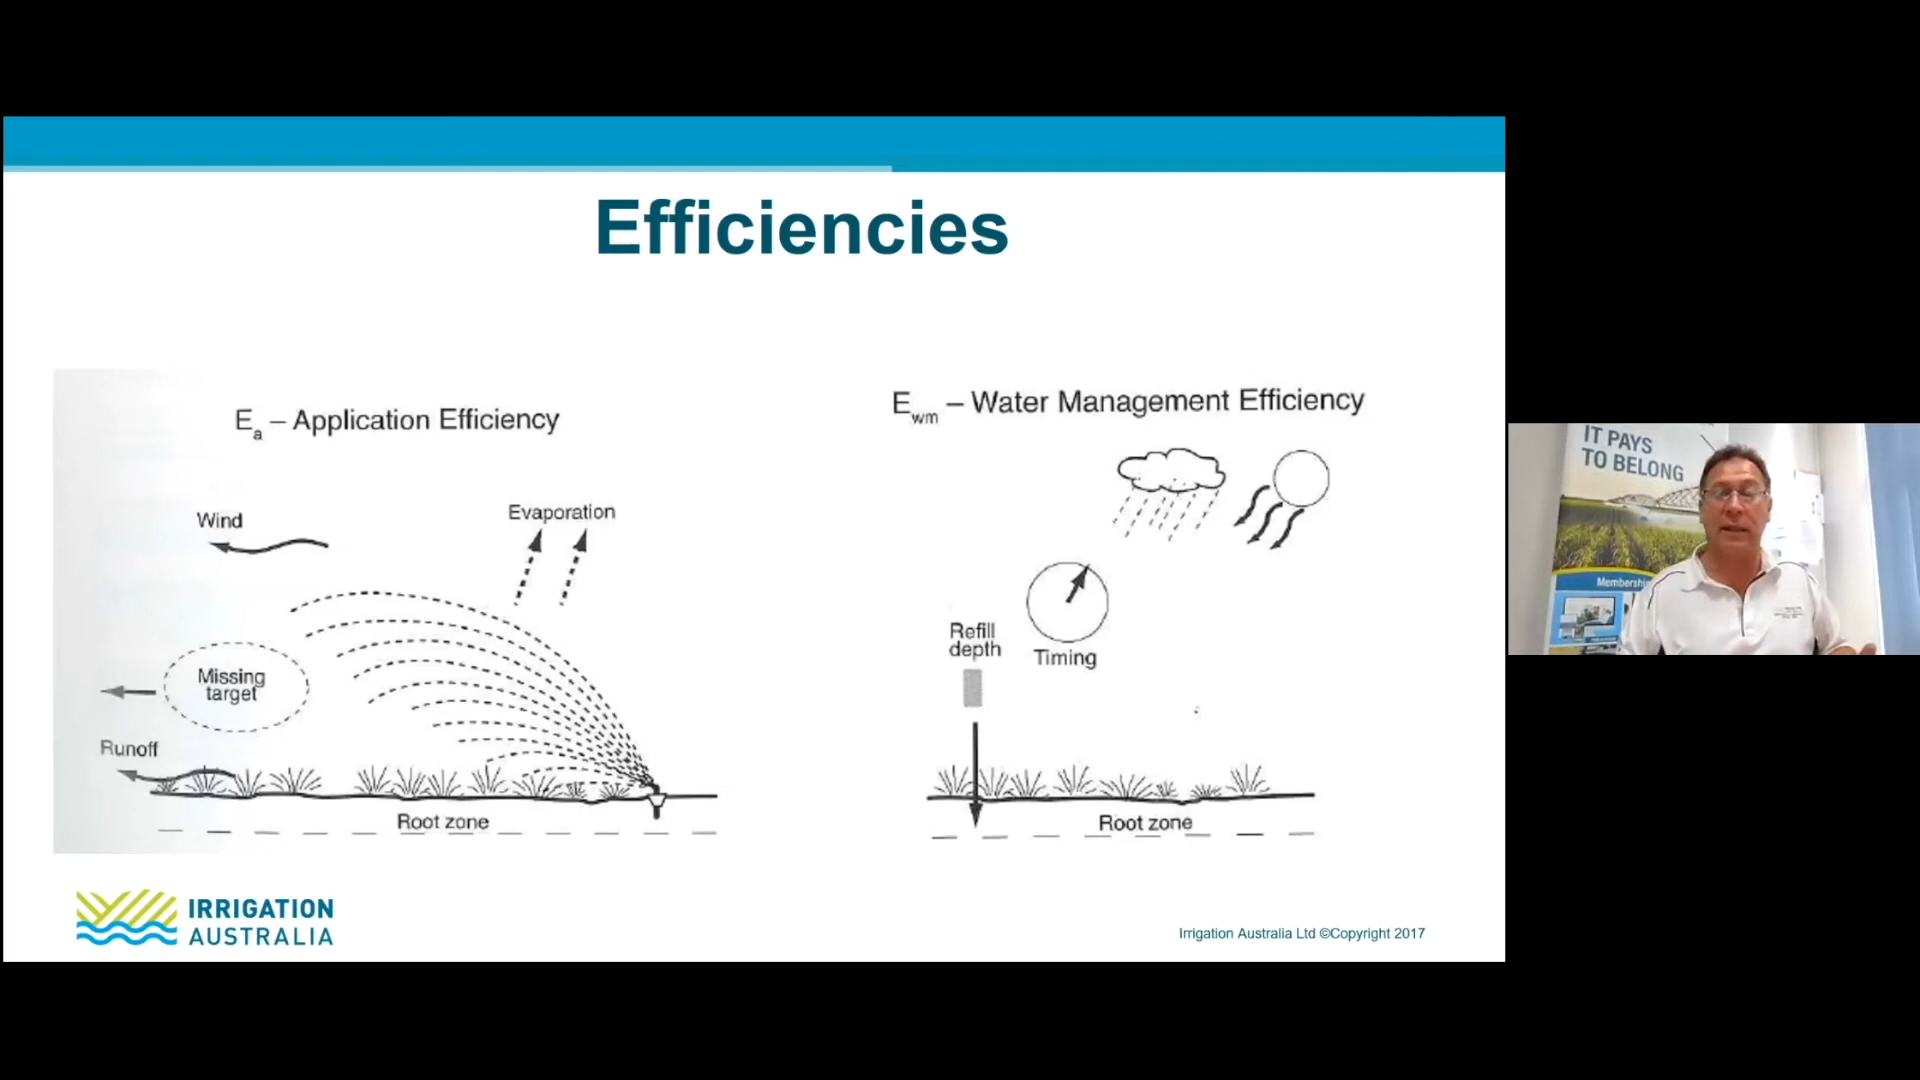 Efficiencies
Ea – Application Efficiency
Wind
Evaporation
Missing
target
Runoff
Root zone
Ewm – Water Management Efficiency
Refill
depth
Timing
Root zone
IRRIGATION
AUSTRALIA
Irrigation Australia Ltd ©Copyright 2017
IT PAYS
TO BELONG